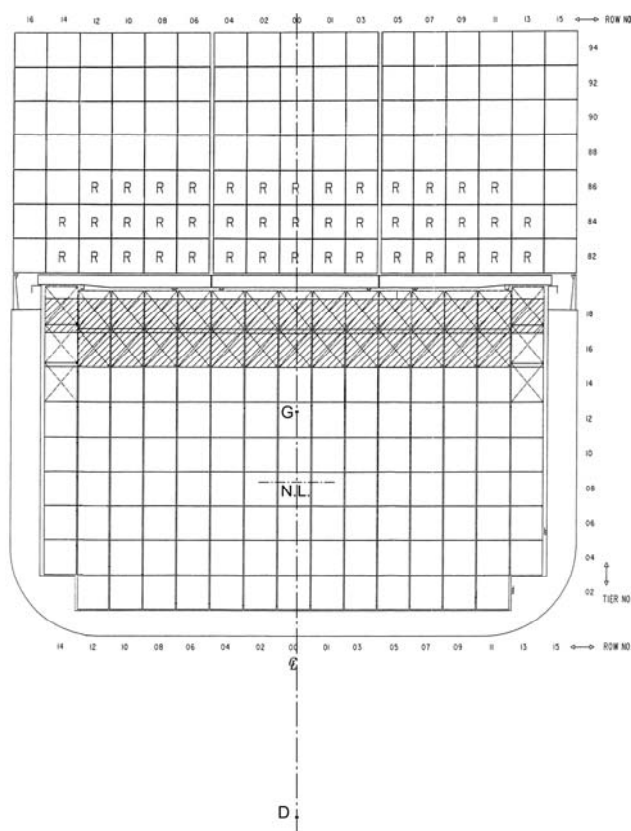 16 14 12 10 08 06 04 02 00 01 03 05 07 09 11 13 15 ROW NO
94
92
90
88
R R R R R R R R R R R R R 86
R R R R R R R R R R R R R R R 84
R R R R R R R R R R R R R R R 82
18
16
14
G 12
10
N.L. 08
06
04
02
TIER NO
14 12 10 08 06 04 02 00 01 03 05 07 09 11 13 15 ROW NO
℄
D